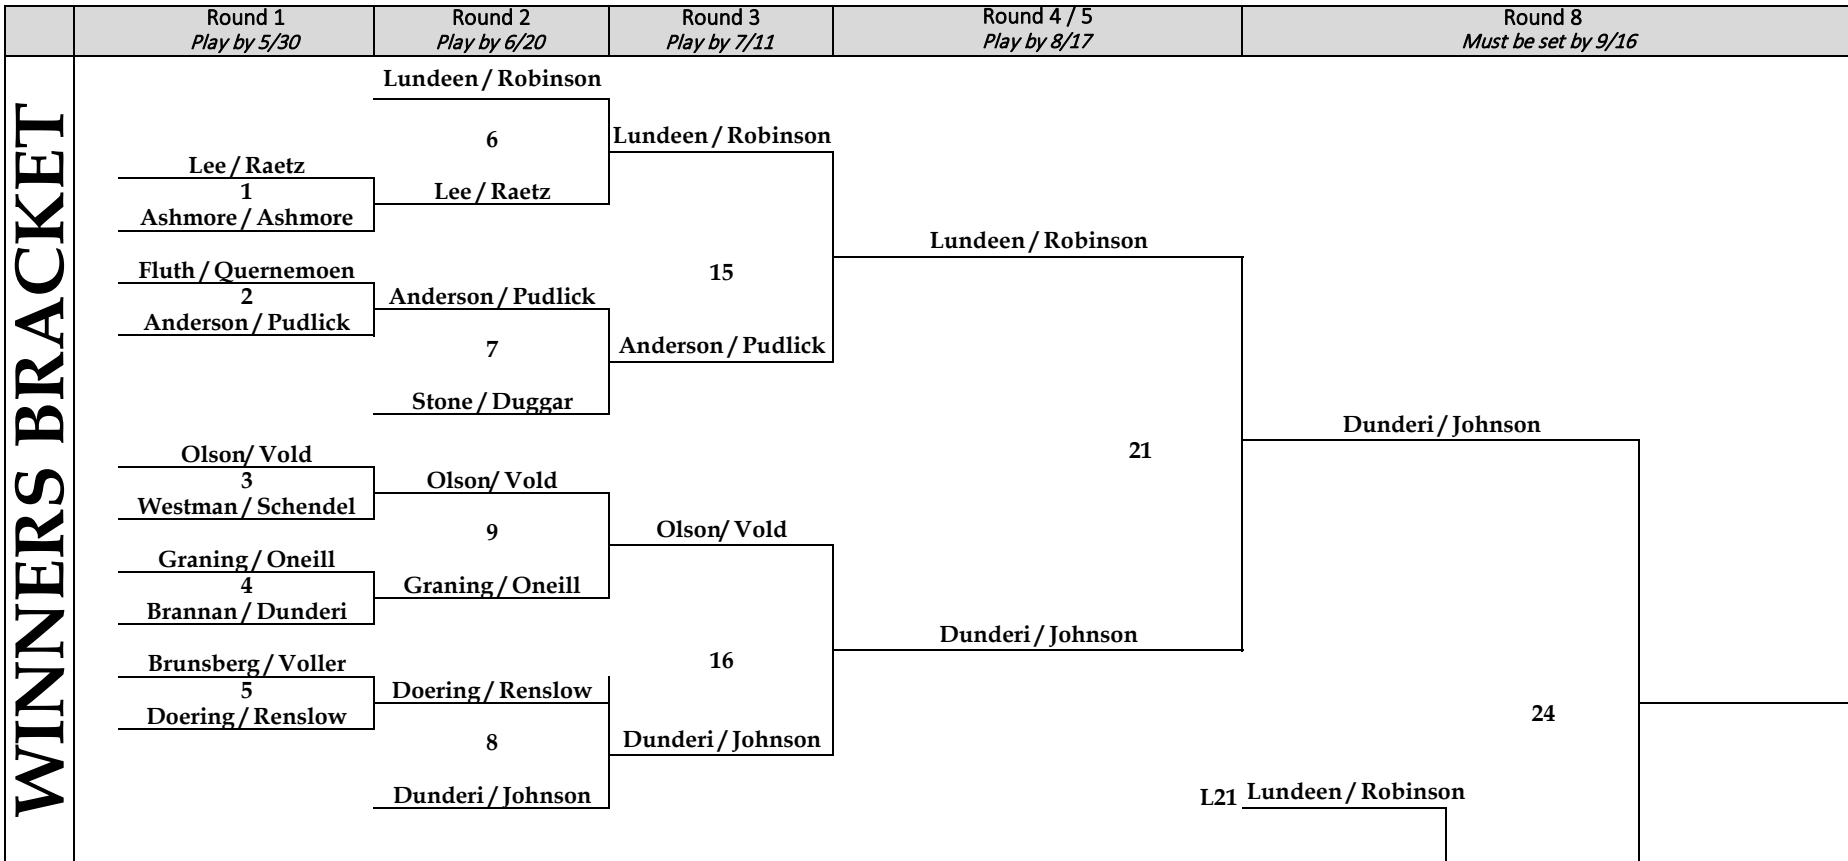 Round 1
Play by 5/30
Round 2
Play by 6/20
Round 3
Play by 7/11
Round 4 / 5
Play by 8/17
Round 8
Must be set by 9/16
WINNERS BRACKET
Lundeen / Robinson
6
Lundeen / Robinson
Lee / Raetz
1
Lee / Raetz
Ashmore / Ashmore
Lundeen / Robinson
Fluth / Quernemoen
15
2
Anderson / Pudlick
Anderson / Pudlick
7
Anderson / Pudlick
Stone / Duggar
Dunderi / Johnson
21
Olson/ Vold
3
Olson/ Vold
Westman / Schendel
9
Olson/ Vold
Graning / Oneill
4
Graning / Oneill
Brannan / Dunderi
Dunderi / Johnson
Brunsberg / Voller
16
5
Doering / Renslow
Doering / Renslow
24
8
Dunderi / Johnson
Dunderi / Johnson
L21 Lundeen / Robinson